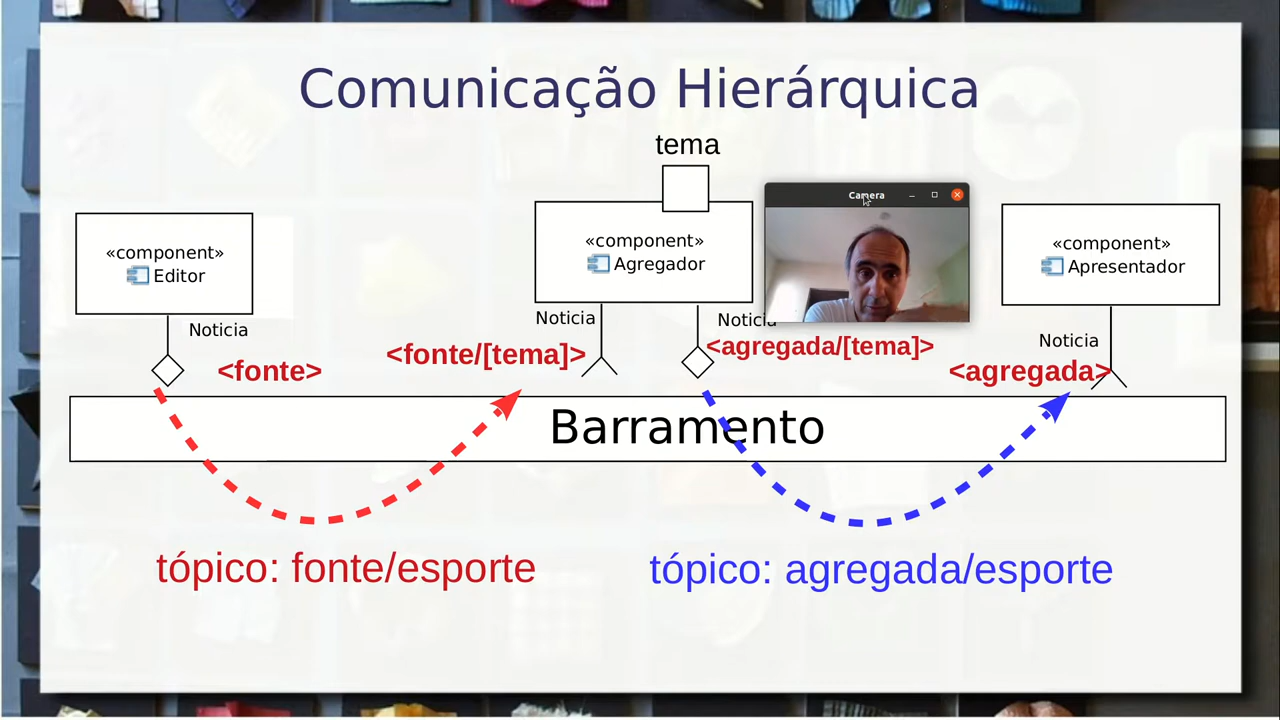 Comunicação Hierárquica
tema
«component»
Editor
«component»
Agregador
Camera
«component»
Apresentador
Noticia
<fonte>
Noticia
<fonte/[tema]>
Noticia
<agregada/[tema]>
Noticia
<agregada>
Barramento
tópico: fonte/esporte
tópico: agregada/esporte